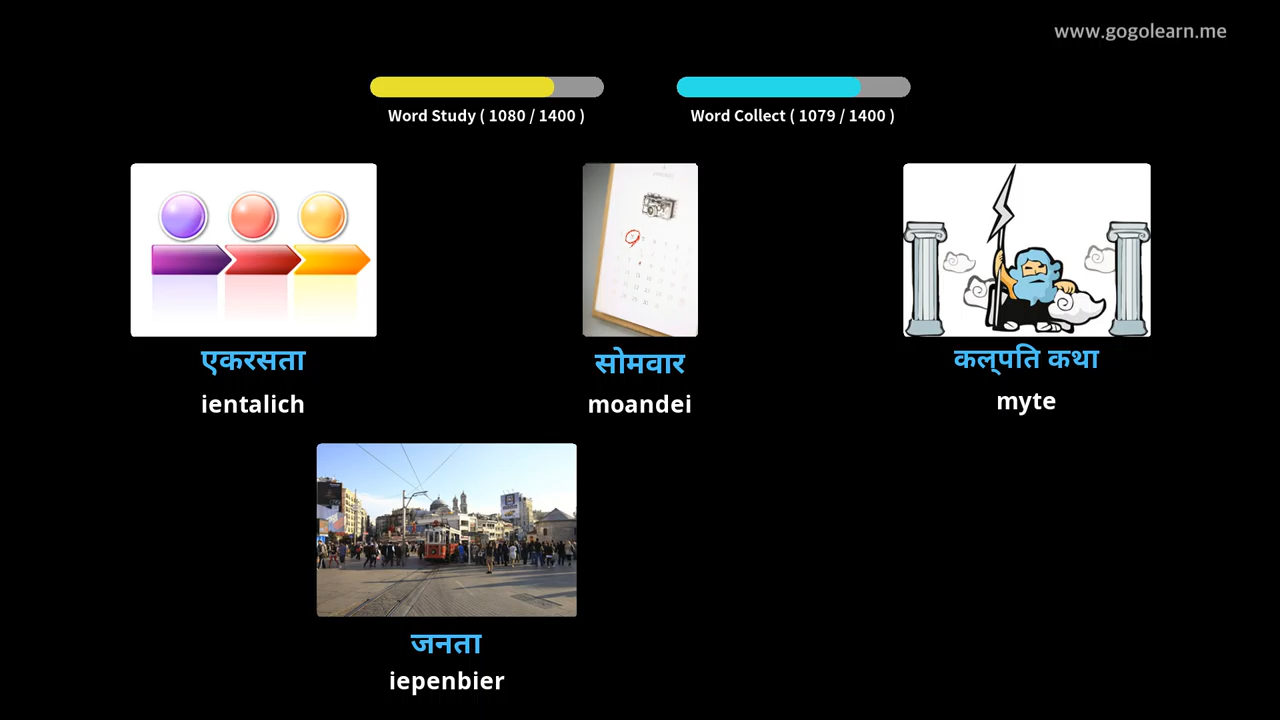 www.gogolearn.me
Word Study ( 1080 / 1400 )
Word Collect ( 1079 / 1400 )
एकरसता
ientalich
सोमवार
moandei
कल्पति कथा
myte
जनता
iepenbier